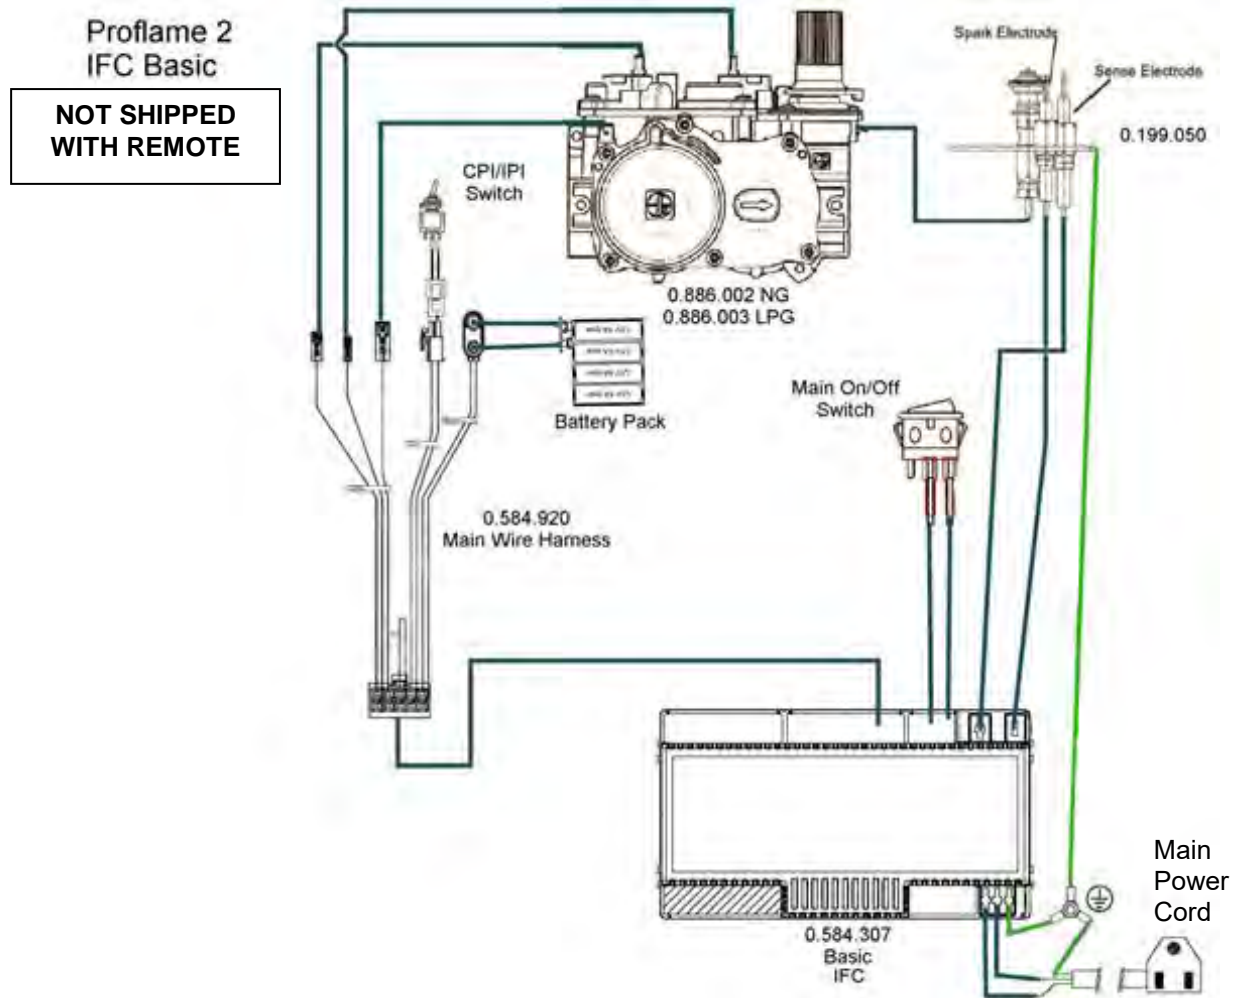 Proflame 2
IFC Basic
NOT SHIPPED
WITH REMOTE
CPI/IPI
Switch
Spark Electrode
Sense Electrode
0.199.050
0.886.002 NG
0.886.003 LPG
Battery Pack
Main On/Off
Switch
0.584.920
Main Wire Harness
0.584.307
Basic
IFC
Main
Power
Cord